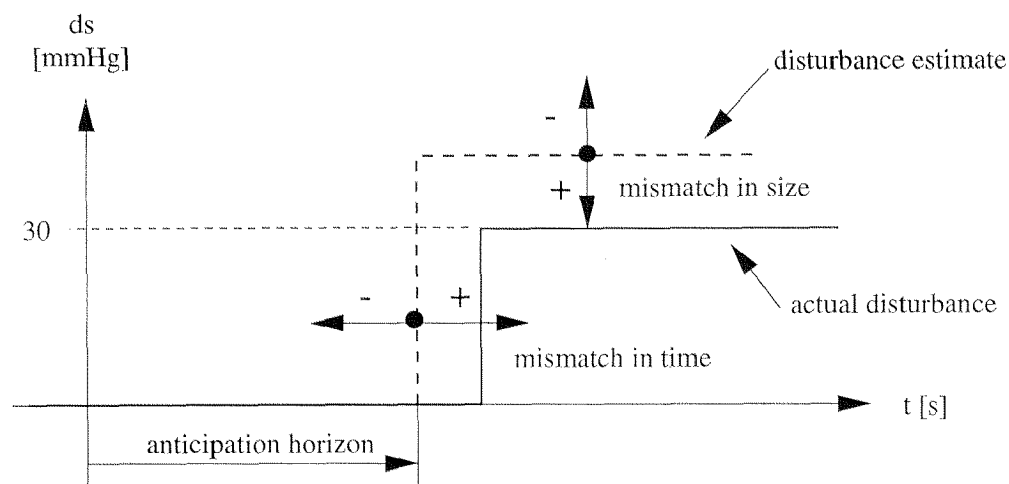 ds
[mmHg]
disturbance estimate
-
+
mismatch in size
30
-
+
actual disturbance
mismatch in time
t [s]
anticipation horizon